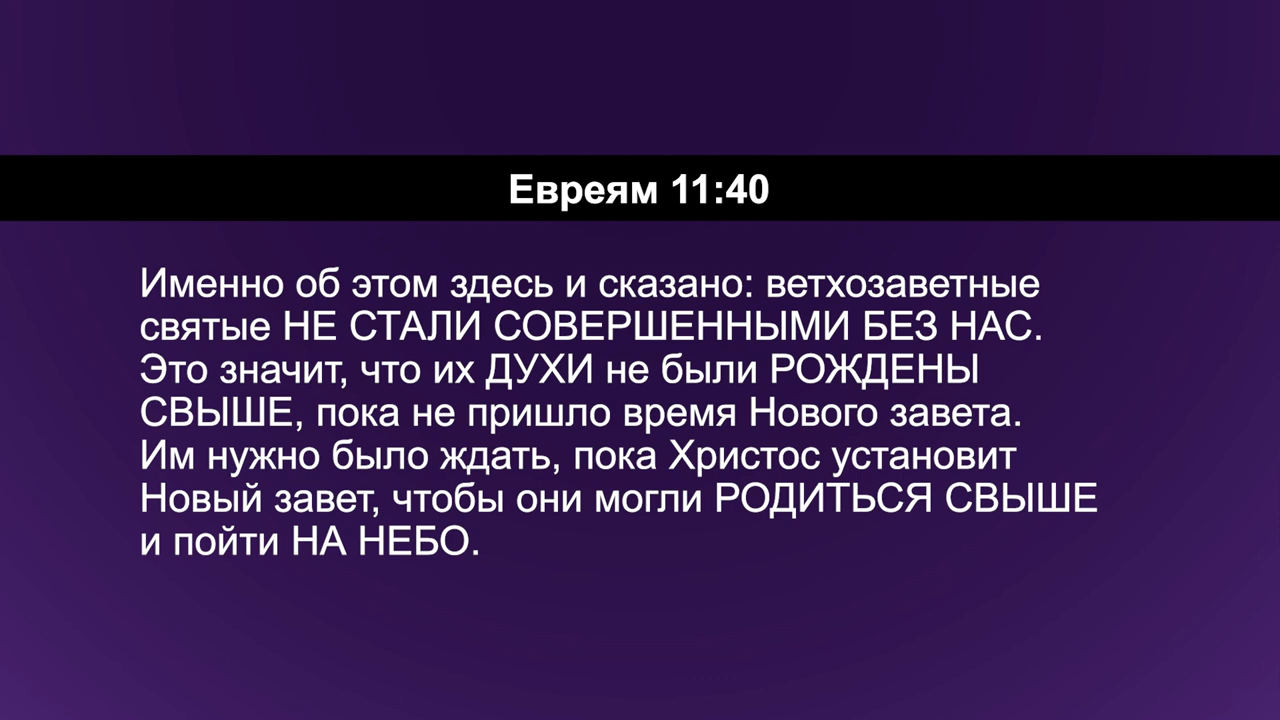 Евреям 11:40
Именно об этом здесь и сказано: ветхозаветные
святые НЕ СТАЛИ СОВЕРШЕННЫМИ БЕЗ НАС.
Это значит, что их ДУХИ не были РОЖДЕНЫ
СВЫШЕ, пока не пришло время Нового завета.
Им нужно было ждать, пока Христос установит
Новый завет, чтобы они могли РОДИТЬСЯ СВЫШЕ
и пойти НА НЕБО.